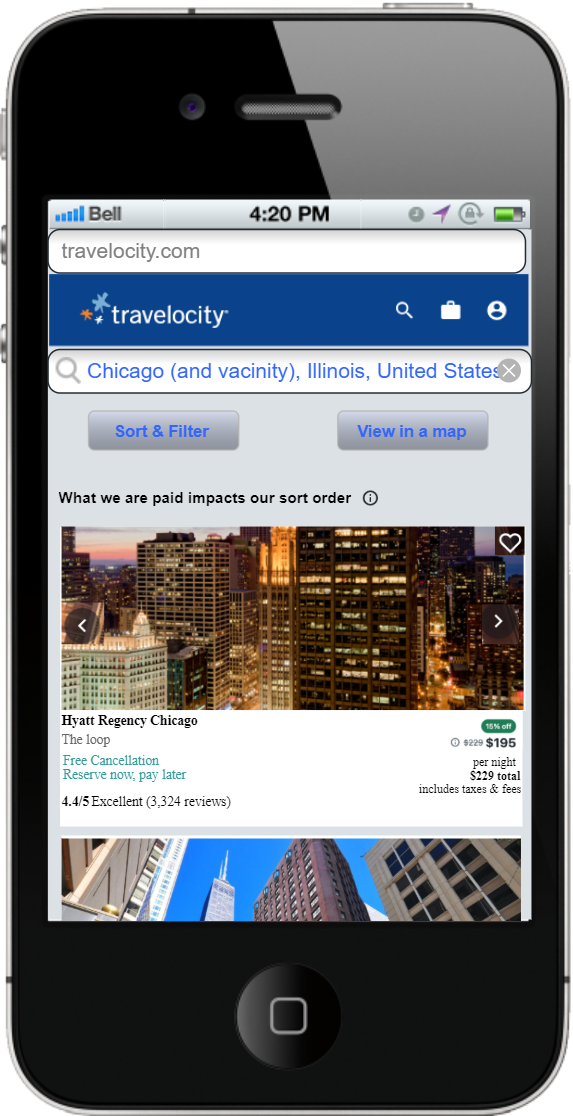 Bell 4:20 PM
travelocity.com
travelocity
Chicago (and vacinity), Illinois, United States
Sort & Filter View in a map
What we are paid impacts our sort order
Hyatt Regency Chicago
15% off
The loop
$229 $195
Free Cancellation
per night
Reserve now, pay later
$229 total
includes taxes & fees
4.4/5 Excellent (3,324 reviews)